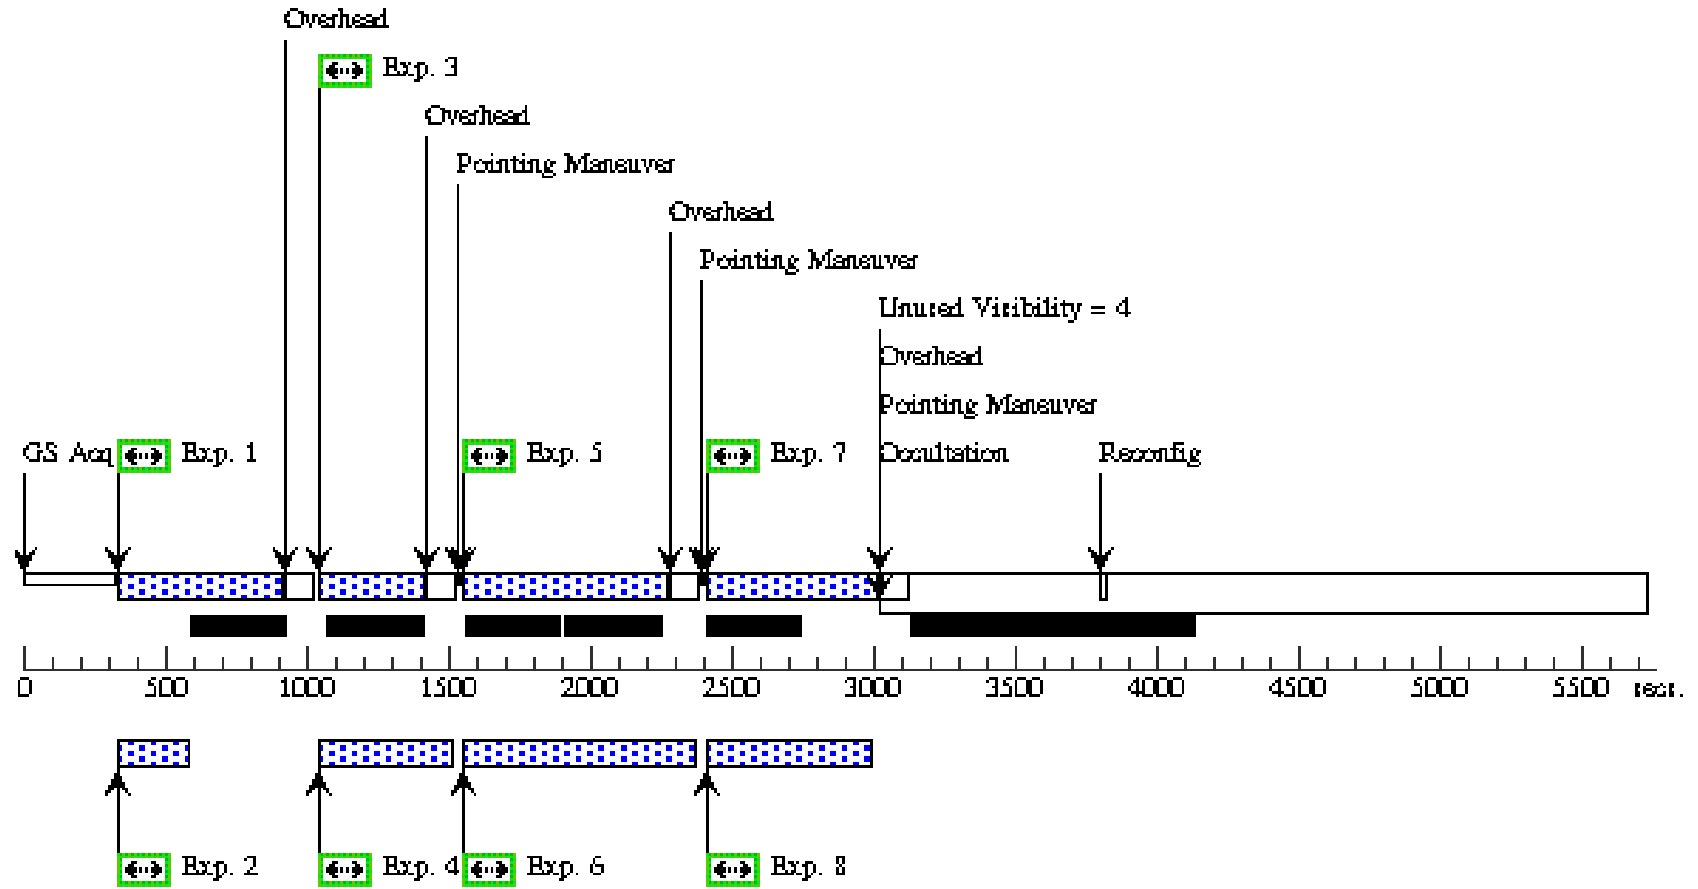 Overhead
Exp. 3
Overhead
Pointing Maneuver
Overhead
Pointing Maneuver
Unused Visibility = 4
Overhead
Pointing Maneuver
GS Acq Exp. 1 Exp. 5 Exp. 7 Occultation Reconfig
0 500 1000 1500 2000 2500 3000 3500 4000 4500 5000 5500 secs.
Exp. 2 Exp. 4 Exp. 6 Exp. 8